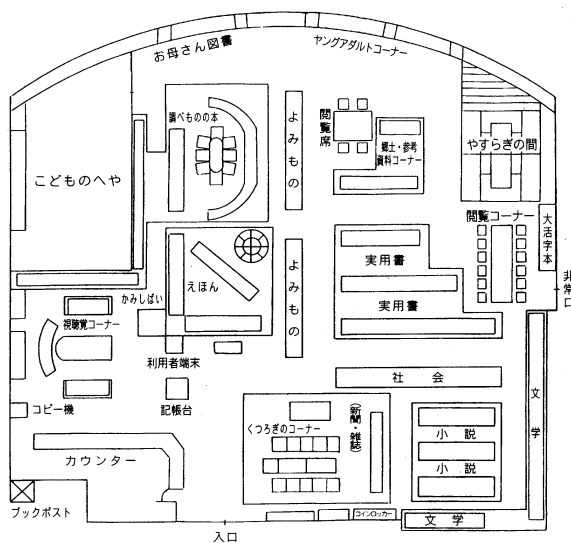 お母さん図書
ヤングアダルトコーナー
調べものの本
よみもの
閲覧席
郷土・参考
資料コーナー
やすらぎの間
こどものへや
閲覧コーナー
大活字本
非常口
えほん
よみもの
実用書
実用書
かみしばい
視聴覚コーナー
利用者端末
社会
文学
コピー機
記帳台
くつろぎのコーナー
(新聞・雑誌)
小説
小説
カウンター
ブックポスト
コインロッカー
文学
入口